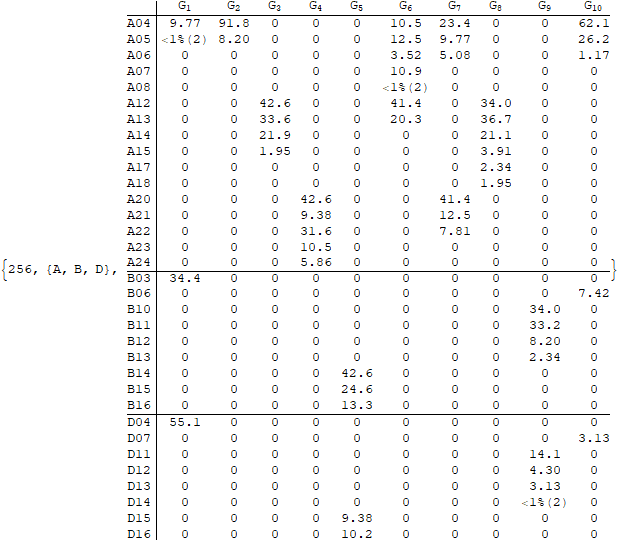 G₁ G₂ G₃ G₄ G₅ G₆ G₇ G₈ G₉ G₁₀
A04 9.77 91.8 0 0 0 10.5 23.4 0 0 62.1
A05 <1%(2) 8.20 0 0 0 12.5 9.77 0 0 26.2
A06 0 0 0 0 0 3.52 5.08 0 0 1.17
A07 0 0 0 0 0 10.9 0 0 0 0
A08 0 0 0 0 0 <1%(2) 0 0 0 0
A12 0 0 42.6 0 0 41.4 0 34.0 0 0
A13 0 0 33.6 0 0 20.3 0 36.7 0 0
A14 0 0 21.9 0 0 0 0 21.1 0 0
A15 0 0 1.95 0 0 0 0 3.91 0 0
A17 0 0 0 0 0 0 0 2.34 0 0
A18 0 0 0 0 0 0 0 1.95 0 0
A20 0 0 0 42.6 0 0 41.4 0 0 0
A21 0 0 0 9.38 0 0 12.5 0 0 0
A22 0 0 0 31.6 0 0 7.81 0 0 0
A23 0 0 0 10.5 0 0 0 0 0 0
{256, {A, B, D}, A24 0 0 0 5.86 0 0 0 0 0 0 }
B03 34.4 0 0 0 0 0 0 0 0 0
B06 0 0 0 0 0 0 0 0 0 7.42
B10 0 0 0 0 0 0 0 0 34.0 0
B11 0 0 0 0 0 0 0 0 33.2 0
B12 0 0 0 0 0 0 0 0 8.20 0
B13 0 0 0 0 0 0 0 0 2.34 0
B14 0 0 0 0 42.6 0 0 0 0 0
B15 0 0 0 0 24.6 0 0 0 0 0
B16 0 0 0 0 13.3 0 0 0 0 0
D04 55.1 0 0 0 0 0 0 0 0 0
D07 0 0 0 0 0 0 0 0 0 3.13
D11 0 0 0 0 0 0 0 0 14.1 0
D12 0 0 0 0 0 0 0 0 4.30 0
D13 0 0 0 0 0 0 0 0 3.13 0
D14 0 0 0 0 0 0 0 0 <1%(2) 0
D15 0 0 0 0 9.38 0 0 0 0 0
D16 0 0 0 0 10.2 0 0 0 0 0